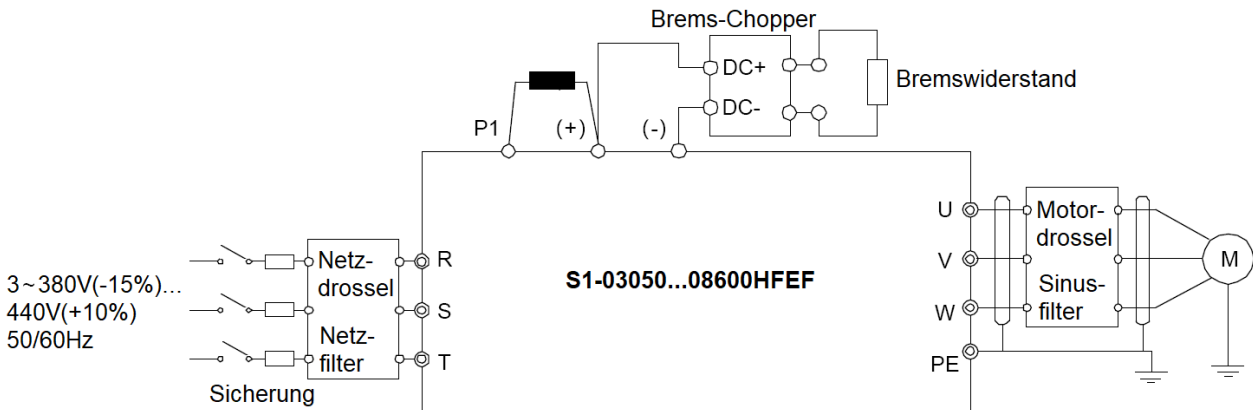 Brems-Chopper
DC+
DC-
Bremswiderstand
P1
(+)
(-)
3~380V(-15%)...
440V(+10%)
50/60Hz
Sicherung
Netz-
drossel
Netz-
filter
R
S
T
S1-03050...08600HFEF
U
V
W
PE
Motor-
drossel
Sinus-
filter
M